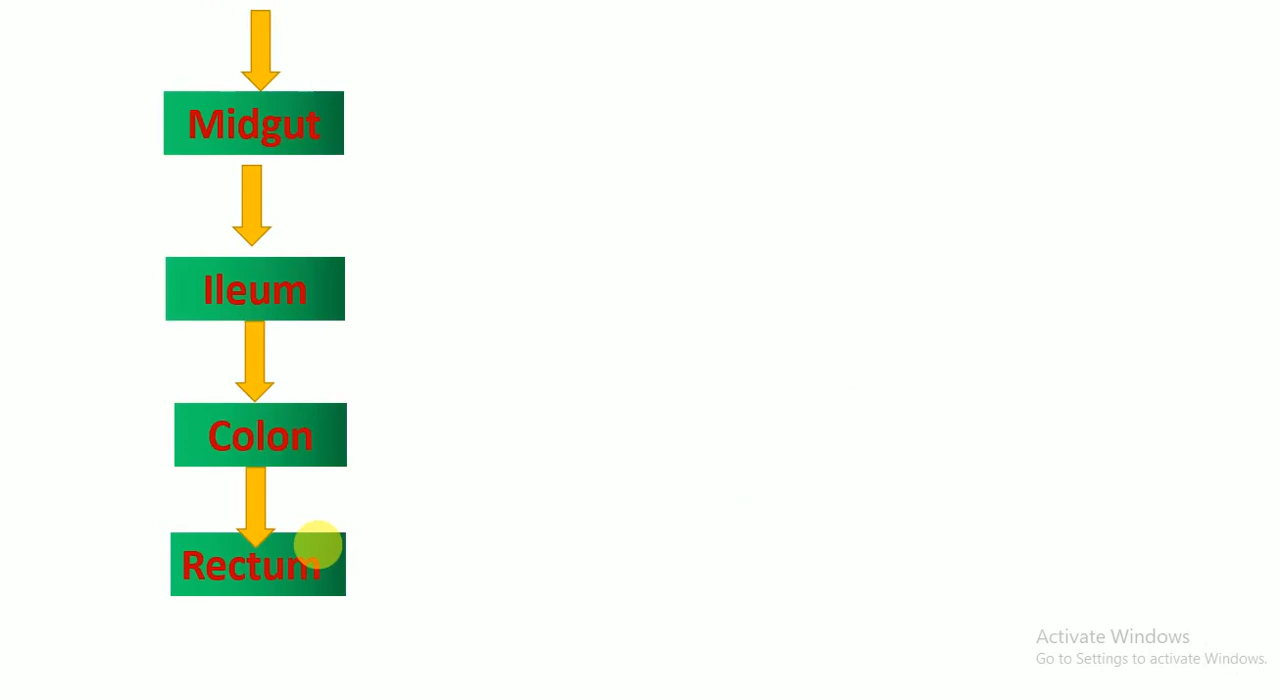 Midgut
Ileum
Colon
Rectum
Activate Windows
Go to Settings to activate Windows.